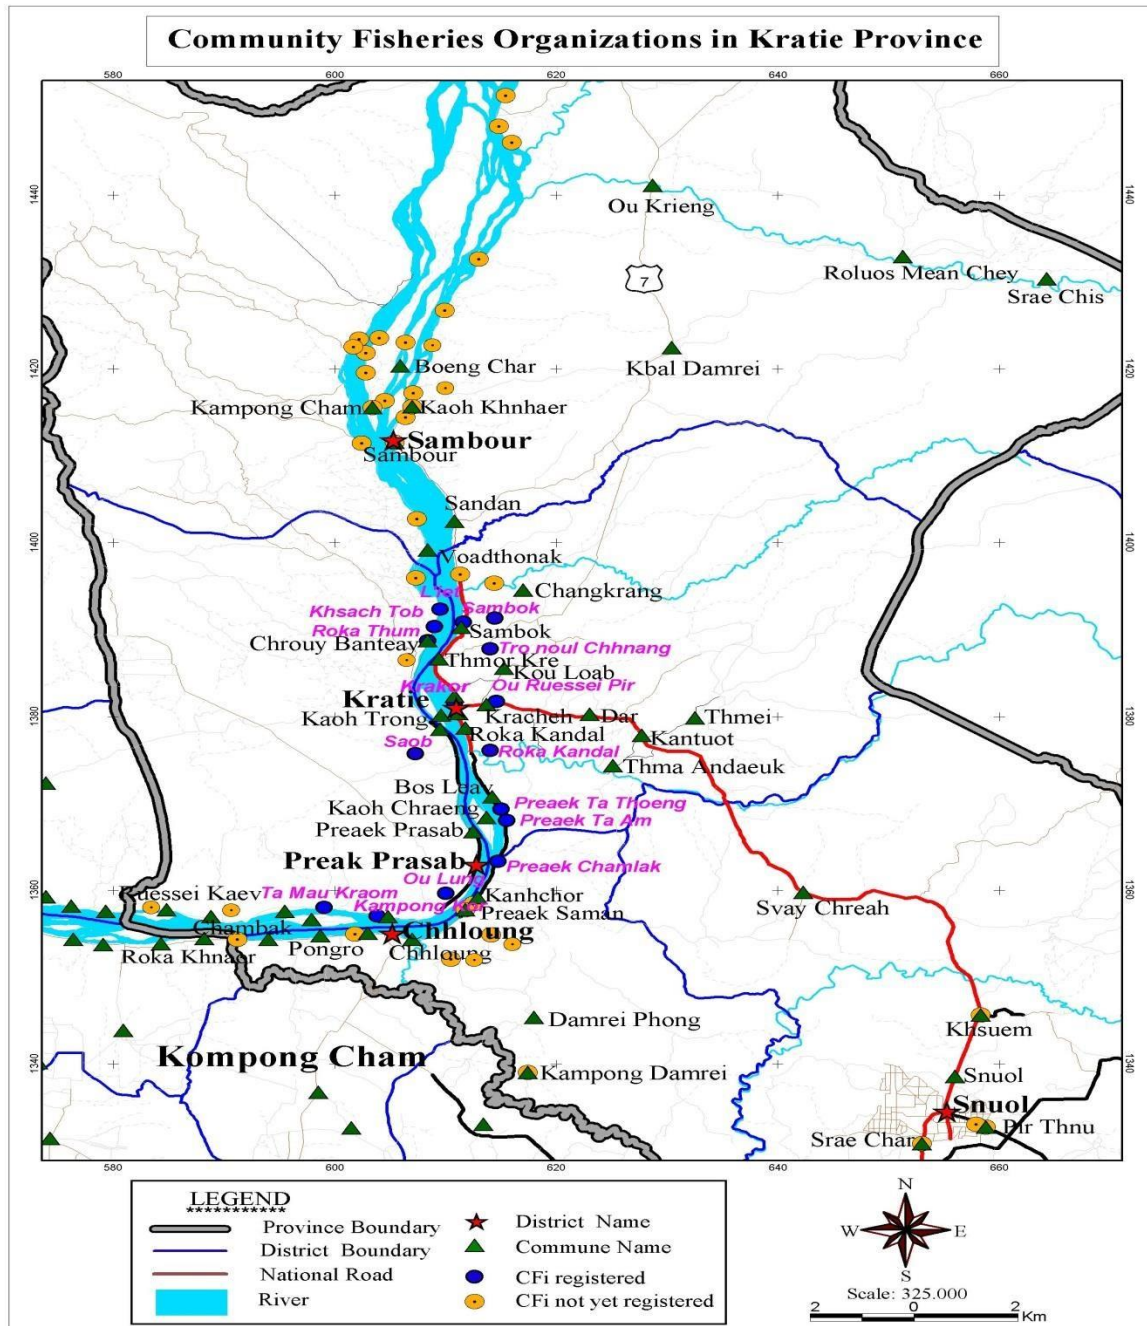 Community Fisheries Organizations in Kratie Province
580 600 620 640 660
1440 1440
Ou Krieng
Roluos Mean Chey
7
Srae Chis
1420 1420
Boeng Char
Kbal Damrei
Kampong Cham
Kaoh Khnhaer
Sambour
Sambour
Sandan
1400 1400
Voadthonak
Changkrang
L'iet
Khsach Tob
Sambok
Roka Thum
Sambok
Chrouy Banteay
Tro noul Chhnang
Thmor Kre
Kou Loab
Krakor
Ou Ruessei Pir
Kratie
1380 1380
Kaoh Trong
Kracheh
Dar
Thmei
Roka Kandal
Kantuot
Saob
Roka Kandal
Thma Andaeuk
Bos Leav
Kaoh Chraeng
Preaek Ta Thoeng
Preaek Ta Am
Preaek Prasab
Preak Prasab
Preaek Chamlak
Ou Lung
1360 1360
Ruessei Kaev
Ta Mau Kraom
Kanhchor
Svay Chreah
Kampong Kor
Preaek Saman
Chambak
Chhloung
Pongro
Chhloung
Roka Khnaor
Damrei Phong
Khsuem
Kompong Cham
1340 1340
Kampong Damrei
Snuol
Snuol
Pir Thnu
Srae Char
580 600 620 640 660
LEGEND
***********
Province Boundary
District Boundary
National Road
River
District Name
Commune Name
CFi registered
CFi not yet registered
N
W E
S
Scale: 325.000
2 0 2
Km